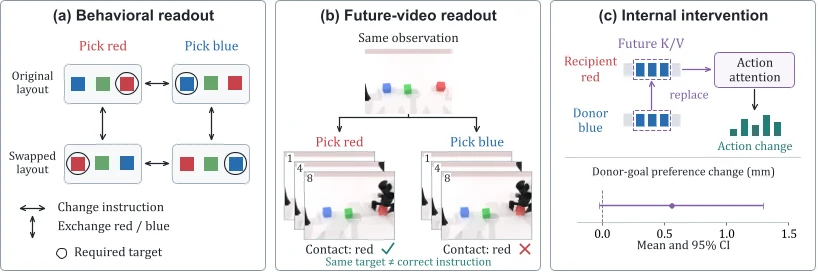 (a) Behavioral readout
Pick red
Pick blue
Original
layout
Swapped
layout
Change instruction
Exchange red / blue
Required target
(b) Future-video readout
Same observation
Pick red
Pick blue
1
4
8
1
4
8
Contact: red
Contact: red
Same target ≠ correct instruction
(c) Internal intervention
Future K/V
Recipient
red
Action
attention
replace
Donor
blue
Action change
Donor-goal preference change (mm)
0.0
0.5
1.0
1.5
Mean and 95% CI